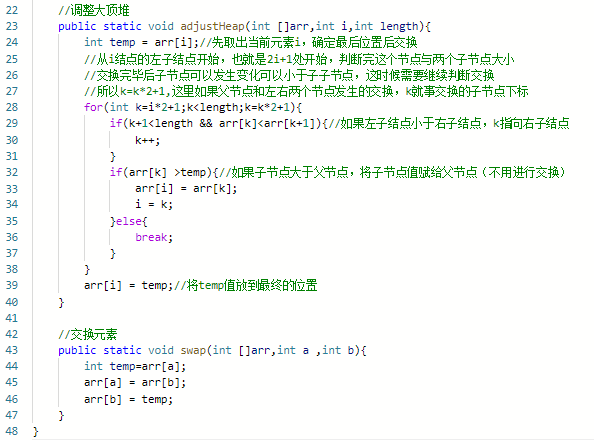 22 //调整大顶堆
23 public static void adjustHeap(int []arr,int i,int length){
24 int temp = arr[i];//先取出当前元素i，确定最后位置后交换
25 //从i结点的左子结点开始，也就是2i+1处开始，判断完这个节点与两个子节点大小
26 //交换完毕后子节点可以发生变化可以小于子子节点，这时候需要继续判断交换
27 //所以k=k*2+1,这里如果父节点和左右两个节点发生的交换，k就事交换的子节点下标
28 for(int k=i*2+1;k<length;k=k*2+1){
29 if(k+1<length && arr[k]<arr[k+1]){//如果左子结点小于右子结点，k指向右子结点
30 k++;
31 }
32 if(arr[k] >temp){//如果子节点大于父节点，将子节点值赋给父节点（不用进行交换）
33 arr[i] = arr[k];
34 i = k;
35 }else{
36 break;
37 }
38 }
39 arr[i] = temp;//将temp值放到最终的位置
40 }
41
42 //交换元素
43 public static void swap(int []arr,int a ,int b){
44 int temp=arr[a];
45 arr[a] = arr[b];
46 arr[b] = temp;
47 }
48 }